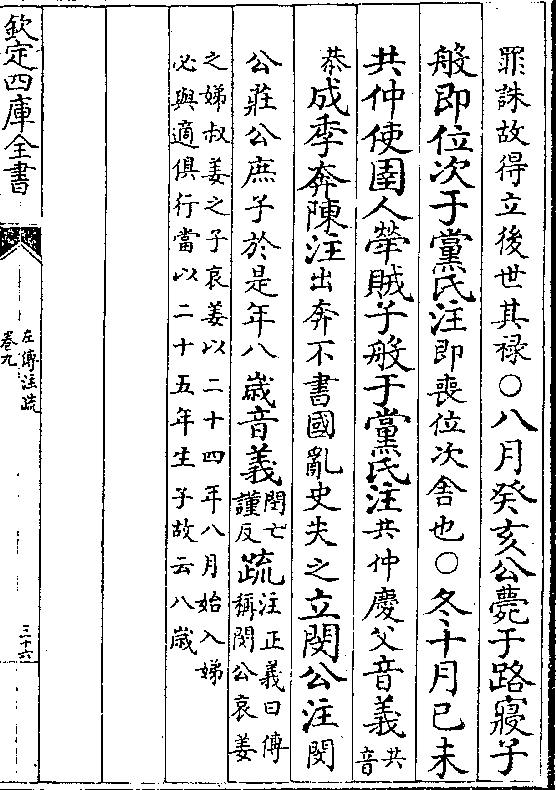 罪誅故得立後世其禄○八月癸亥公薨于路寢子
般即位次于黨氏注即喪位次舍也○冬十月己未
共仲使圉人犖賊子般于黨氏注共仲慶父音義共音
恭成季奔陳注出奔不書國亂史失之立閔公注閔
公莊公庶子於是年八歲音義閔亡謹反疏注正義曰傳稱閔公哀姜
之娣叔姜之子哀姜以二十四年八月始入娣
必與適俱行當以二十五年生子故云八歲
欽定四庫全書
左傳注疏
卷九
三十六